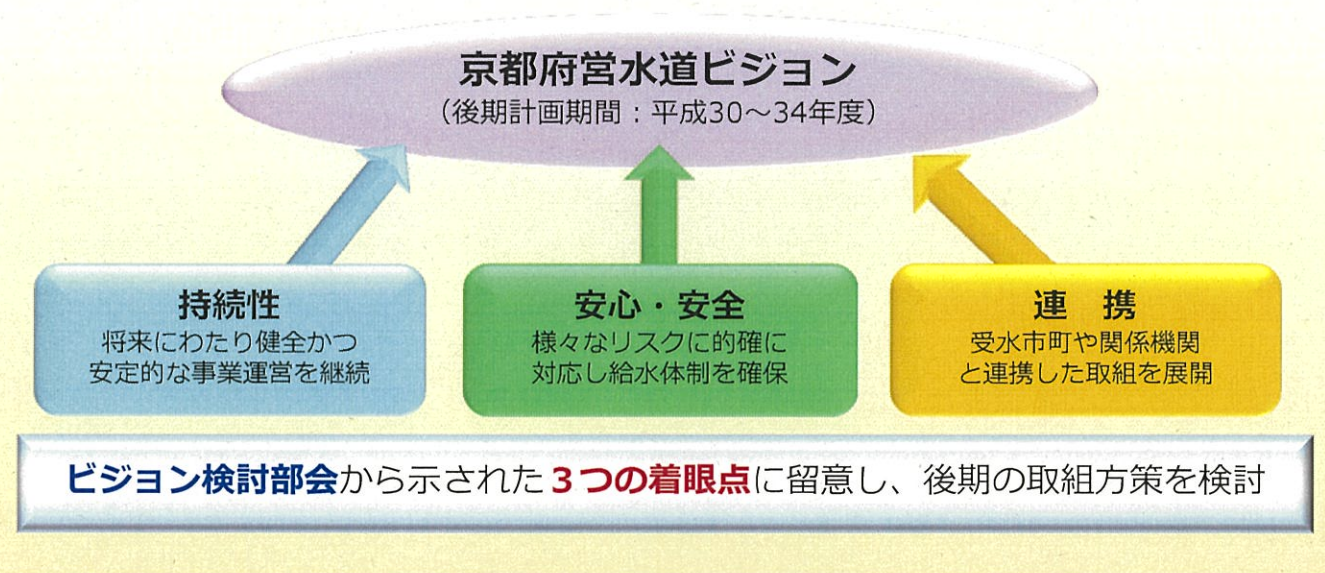 京都府営水道ビジョン
（後期計画期間：平成30～34年度）
持続性
将来にわたり健全かつ
安定的な事業運営を継続
安心・安全
様々なリスクに的確に
対応し給水体制を確保
連　携
受水市町や関係機関
と連携した取組を展開
ビジョン検討部会から示された３つの着眼点に留意し、後期の取組方策を検討